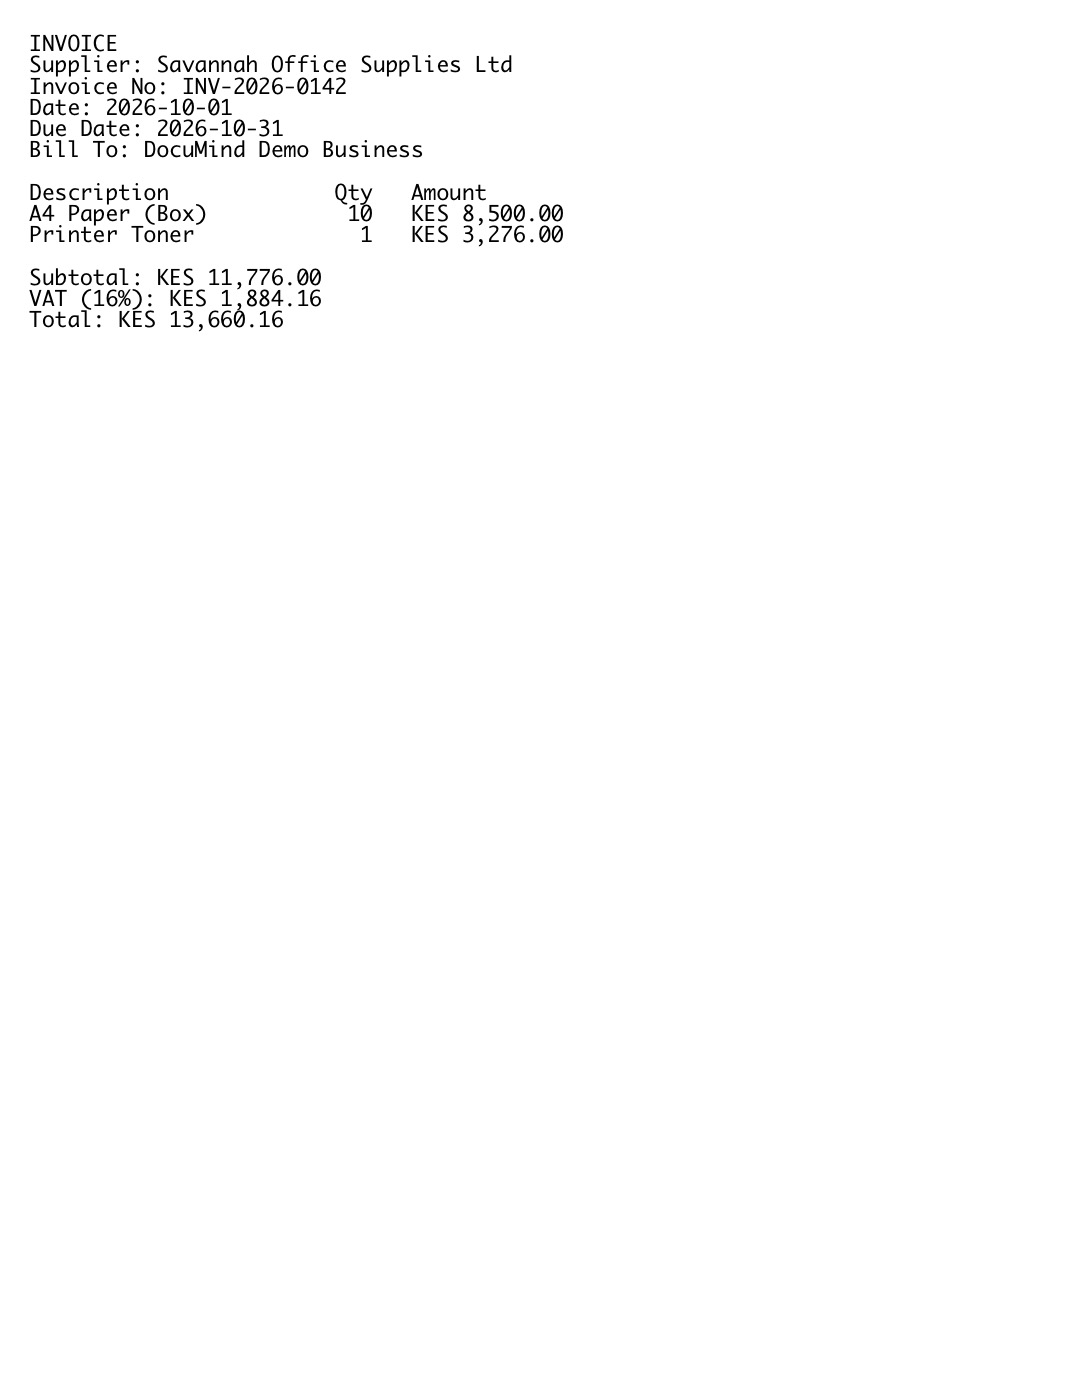 INVOICE
Supplier: Savannah Office Supplies Ltd
Invoice No: INV-2026-0142
Date: 2026-10-01
Due Date: 2026-10-31
Bill To: DocuMind Demo Business

Description             Qty   Amount
A4 Paper (Box)           10   KES 8,500.00
Printer Toner             1   KES 3,276.00

Subtotal: KES 11,776.00
VAT (16%): KES 1,884.16
Total: KES 13,660.16